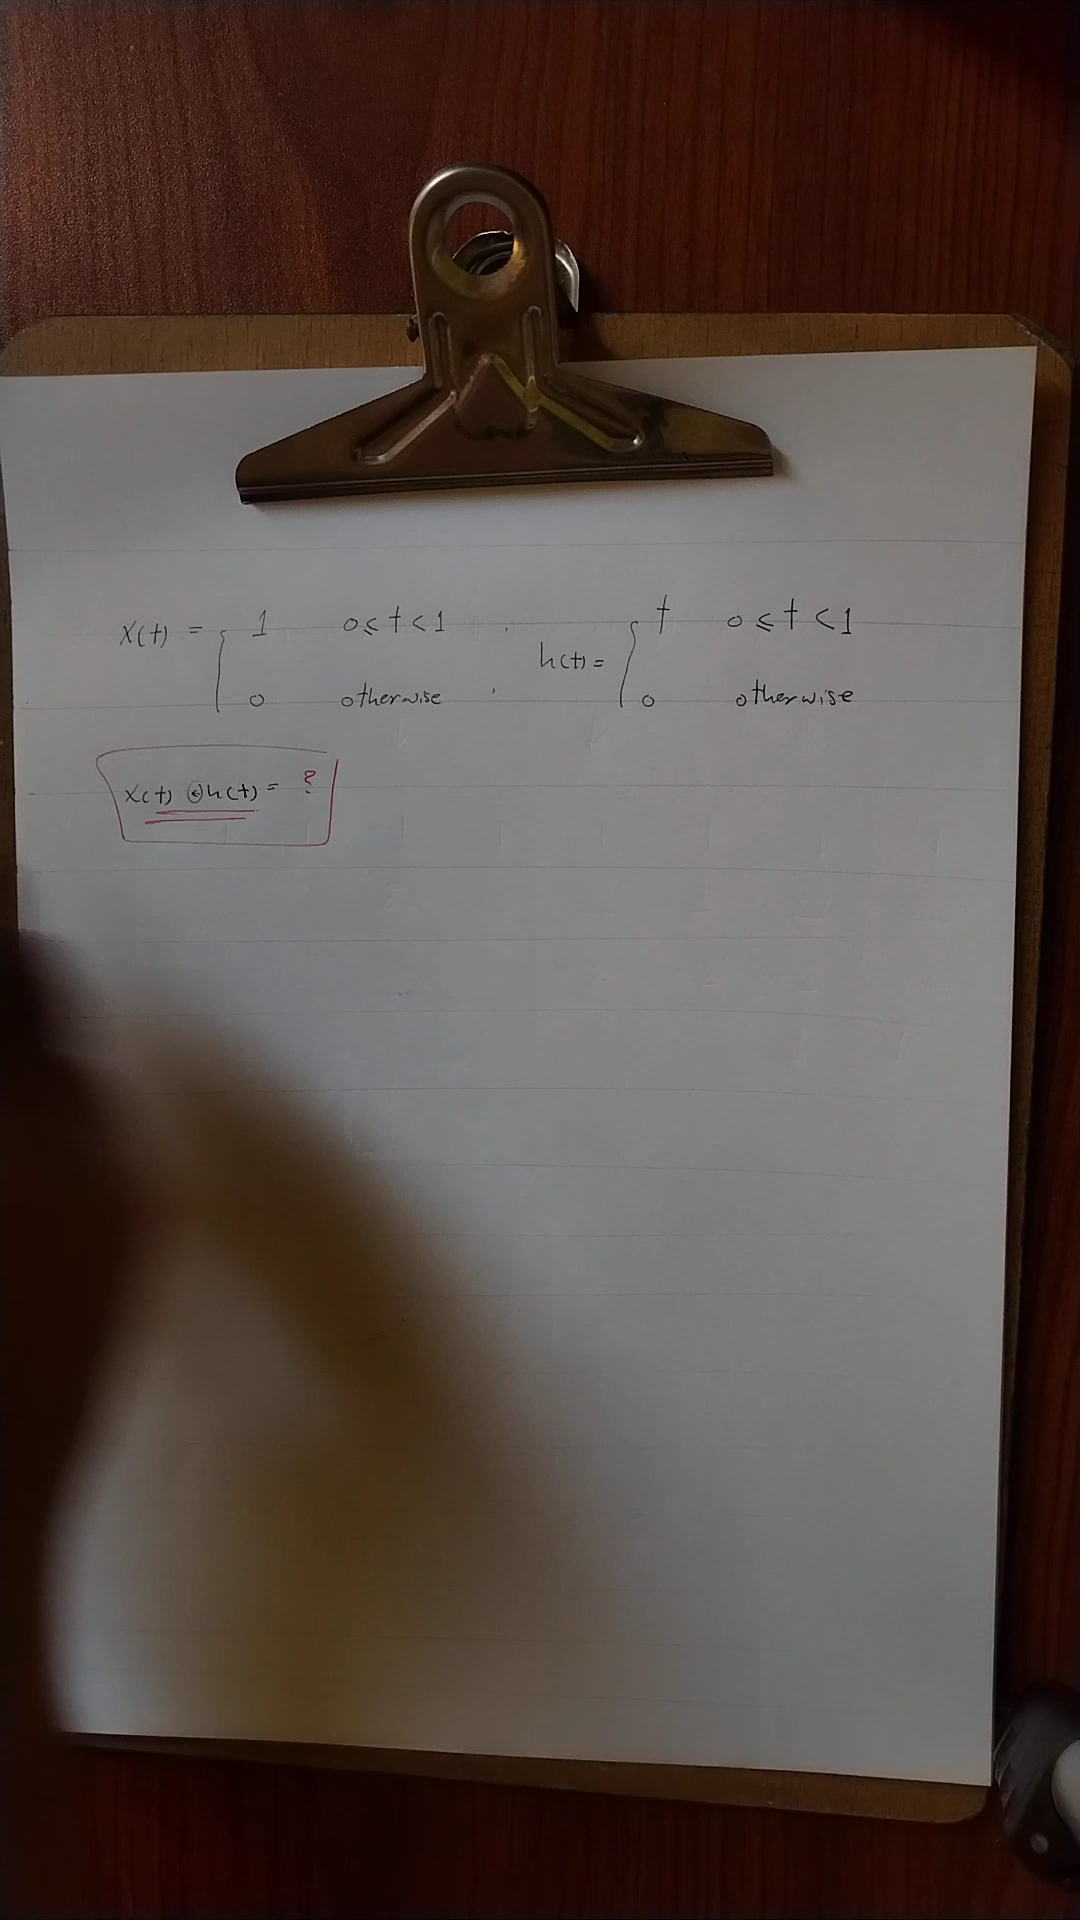 x(t) = { 1 0 ≤ t < 1
0 otherwise
h(t) = { t 0 ≤ t < 1
0 otherwise
x(t) ⊛ h(t) = ?